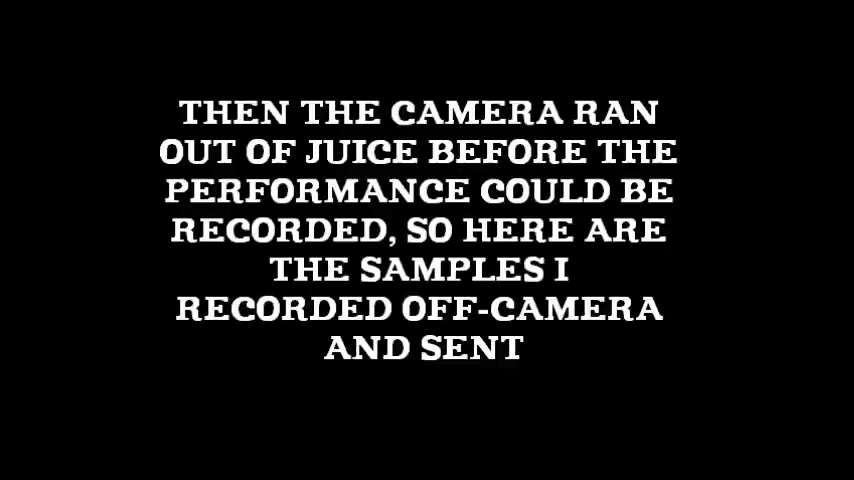 THEN THE CAMERA RAN
OUT OF JUICE BEFORE THE
PERFORMANCE COULD BE
RECORDED, SO HERE ARE
THE SAMPLES I
RECORDED OFF-CAMERA
AND SENT